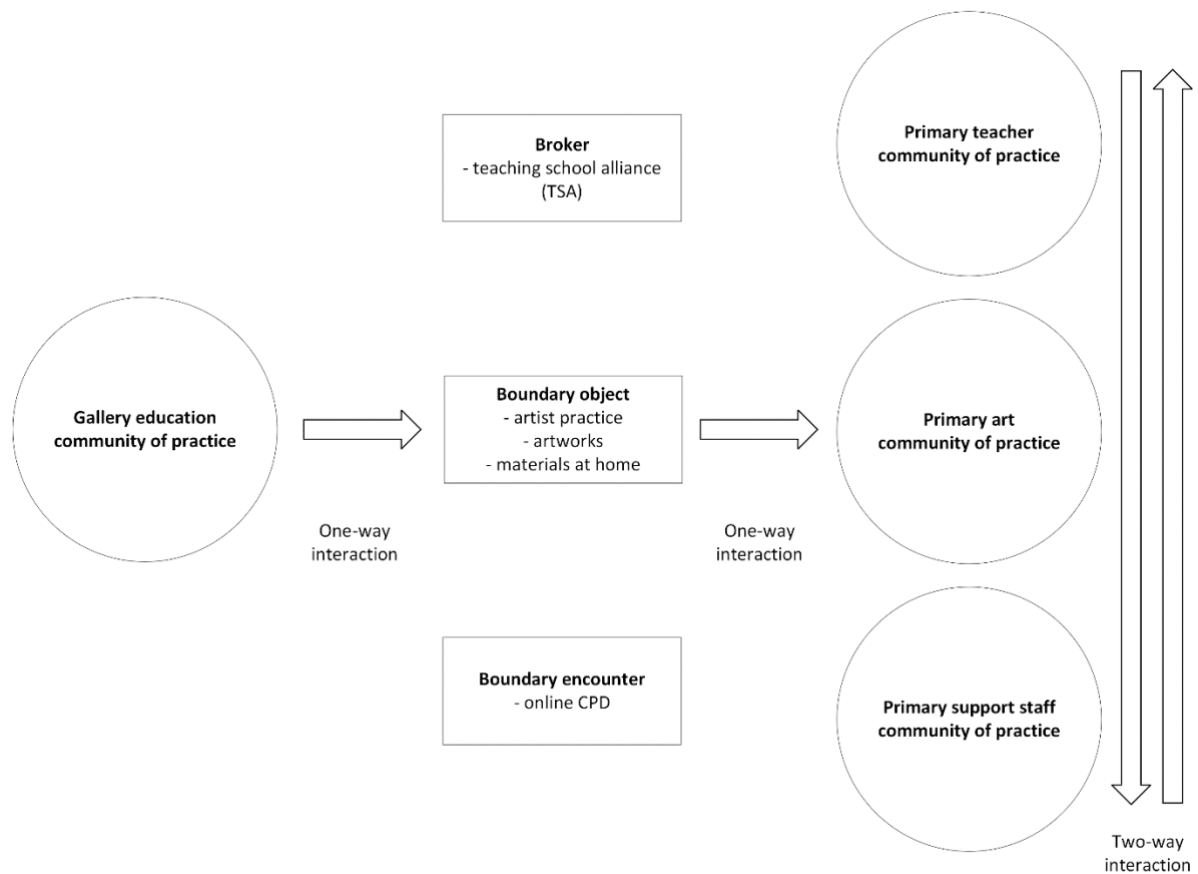 Gallery education
community of practice
One-way
interaction
Broker
- teaching school alliance
(TSA)
Boundary object
- artist practice
- artworks
- materials at home
Boundary encounter
- online CPD
One-way
interaction
Primary teacher
community of practice
Primary art
community of practice
Primary support staff
community of practice
Two-way
interaction